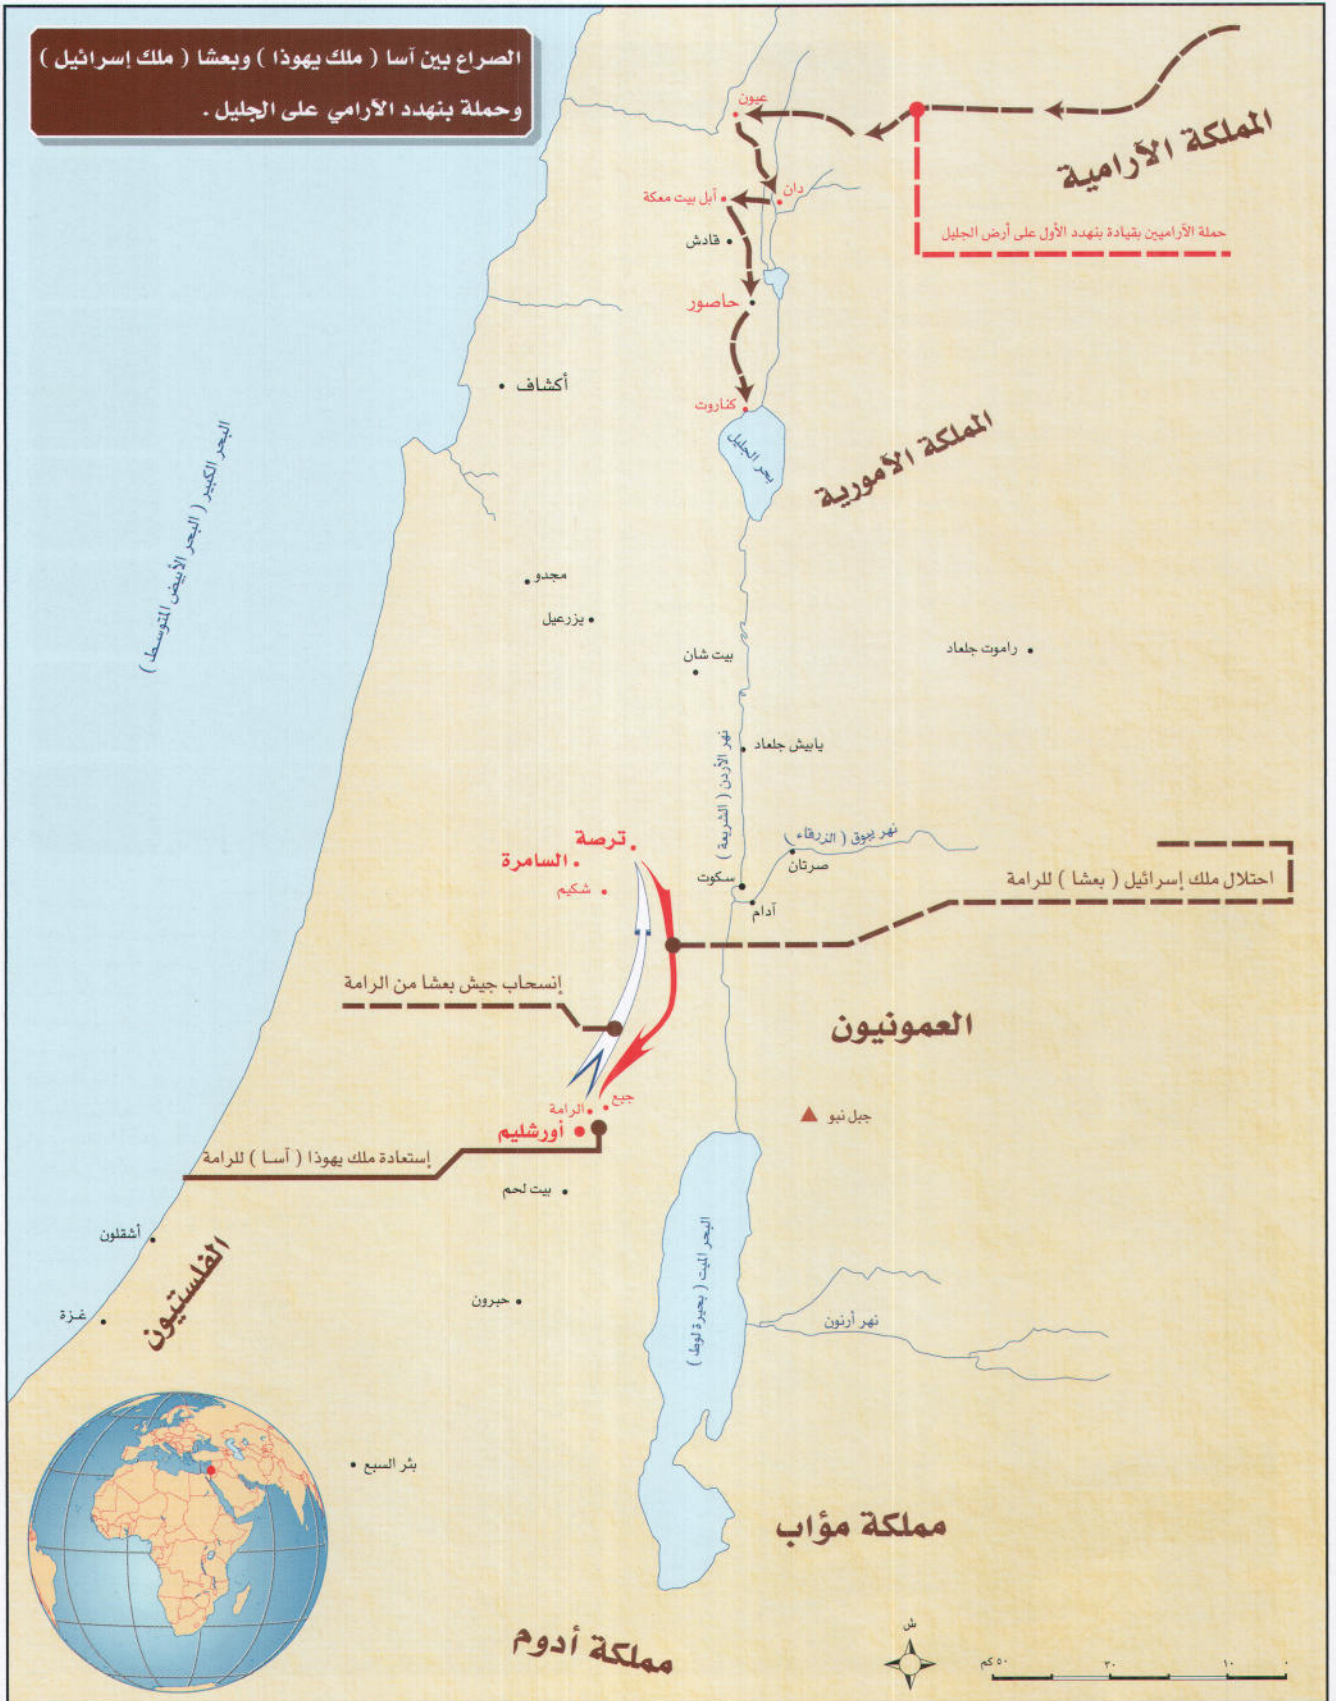 الصراع بين آسا ( ملك يهوذا ) وبعشا ( ملك إسرائيل )
وحملة بنهدد الآرامي على الجليل .
المملكة الآرامية
عيون
دان
آبل بيت معكة
قادش
حملة الآراميين بقيادة بنهدد الأول على أرض الجليل
حاصور
أكشاف
كناروت
بحر الجليل
المملكة الآمورية
البحر الكبير ( البحر الأبيض المتوسط )
مجدو
يزرعيل
بيت شان
راموت جلعاد
يابيش جلعاد
نهر الأردن ( الشريعة )
نهر يبوق ( الزرقاء )
ترصة
السامرة
شكيم
صرتان
سكوت
آدام
احتلال ملك إسرائيل ( بعشا ) للرامة
إنسحاب جيش بعشا من الرامة
العمونيون
جبع
الرامة
أورشليم
جبل نبو
إستعادة ملك يهوذا ( آسا ) للرامة
بيت لحم
أشقلون
الفلستيون
غزة
حبرون
البحر الميت ( بحيرة لوط )
نهر أرنون
بئر السبع
مملكة مؤاب
مملكة أدوم
ش
٥٠ كم ٣٠ ١٠ ٠